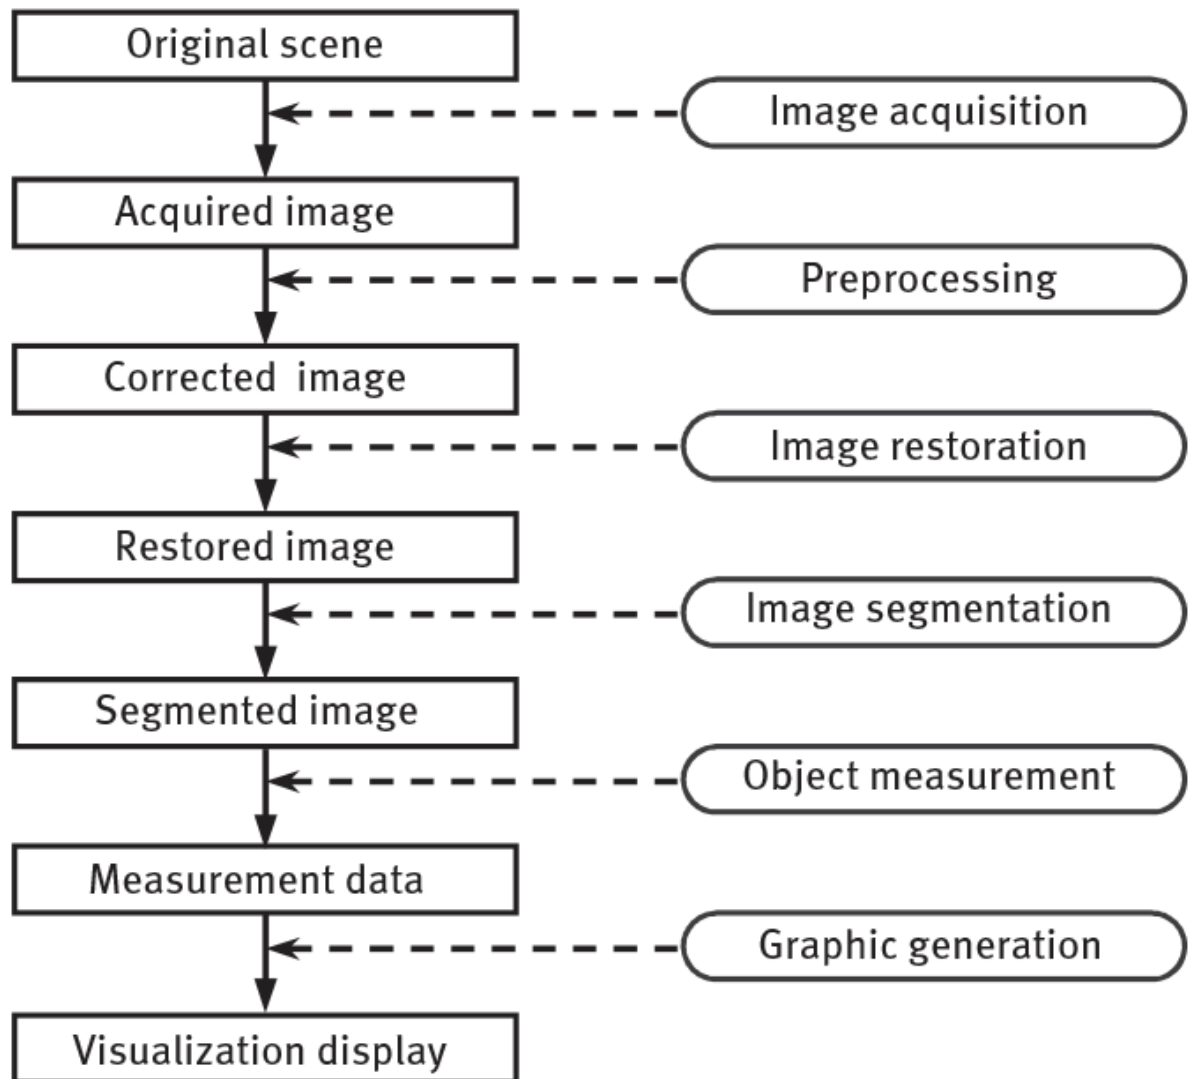 Original scene
Image acquisition
Acquired image
Preprocessing
Corrected image
Image restoration
Restored image
Image segmentation
Segmented image
Object measurement
Measurement data
Graphic generation
Visualization display